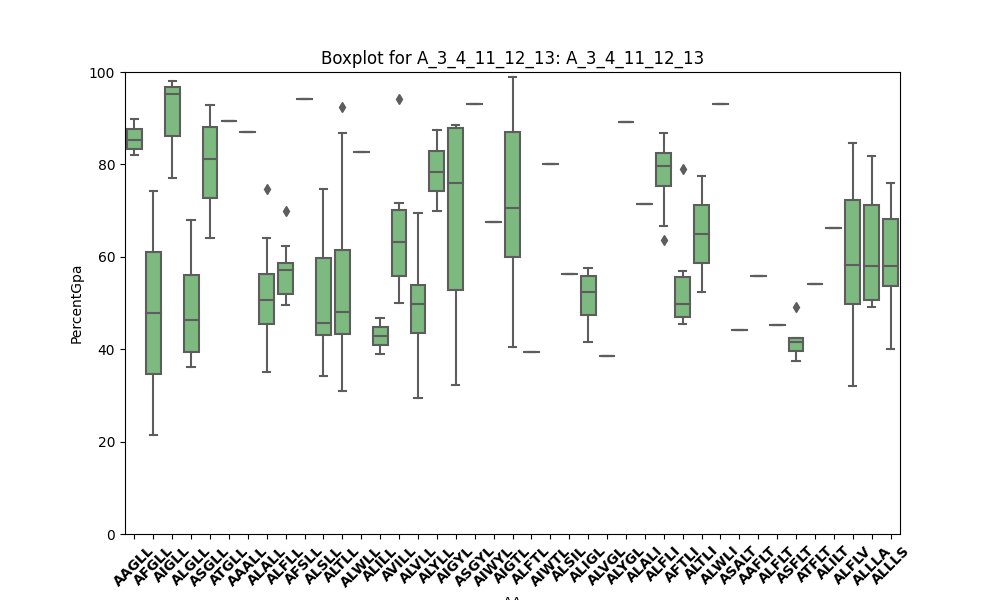 Boxplot for A_3_4_11_12_13: A_3_4_11_12_13
PercentGpa
100
80
60
40
20
0
AAGLL
AFGLL
AIGLL
ALGLL
ASGLL
ATGLL
AAALL
ALALL
ALFLL
AFSLL
ALSLL
ALTLL
ALWLL
ALILL
AVILL
ALVLL
ALYLL
AIGYL
ASGYL
AIWYL
AIGTL
ALFTL
AIWTL
ALSIL
ALIGL
ALVGL
ALYGL
ALALI
ALFLI
AFTLI
ALTLI
ALWLI
ASALT
AAFLT
ALFLT
ASFLT
ATFLT
ALILT
ALFLV
ALLLA
ALLLS